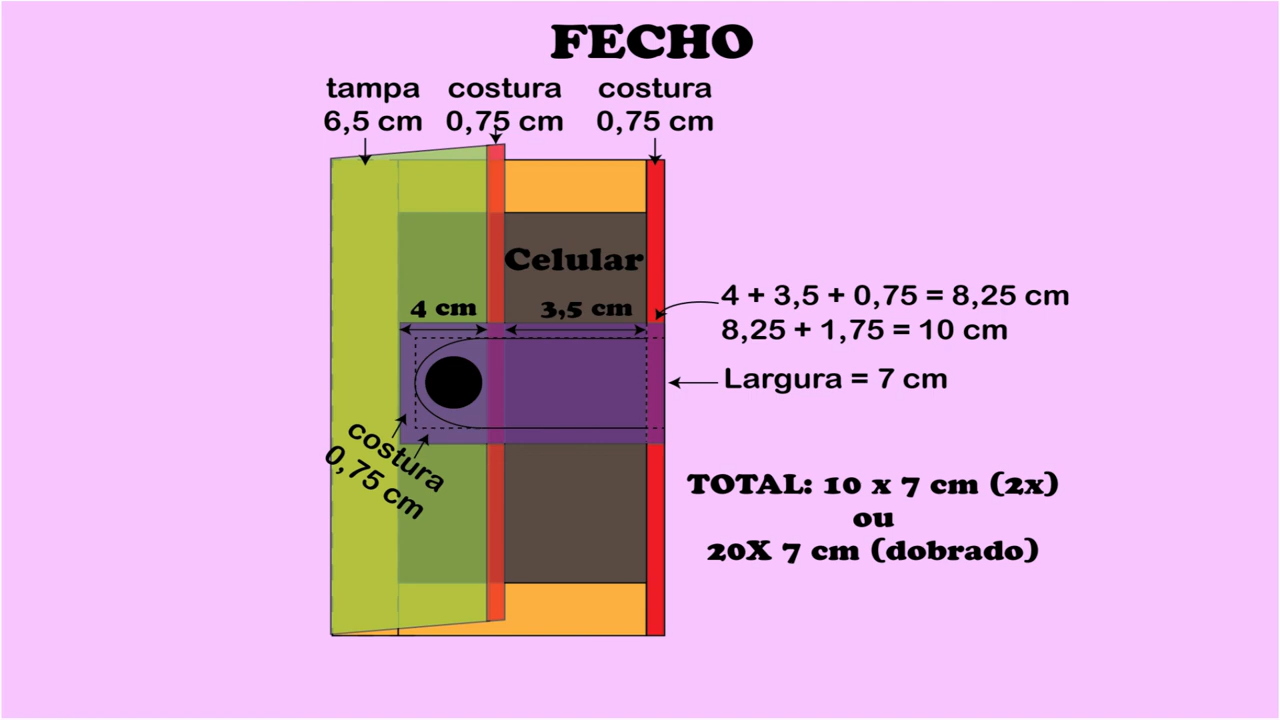 FECHO
tampa
6,5 cm
costura
0,75 cm
costura
0,75 cm
Celular
4 cm
3,5 cm
4 + 3,5 + 0,75 = 8,25 cm
8,25 + 1,75 = 10 cm
Largura = 7 cm
costura
0,75 cm
TOTAL: 10 x 7 cm (2x)
ou
20X 7 cm (dobrado)